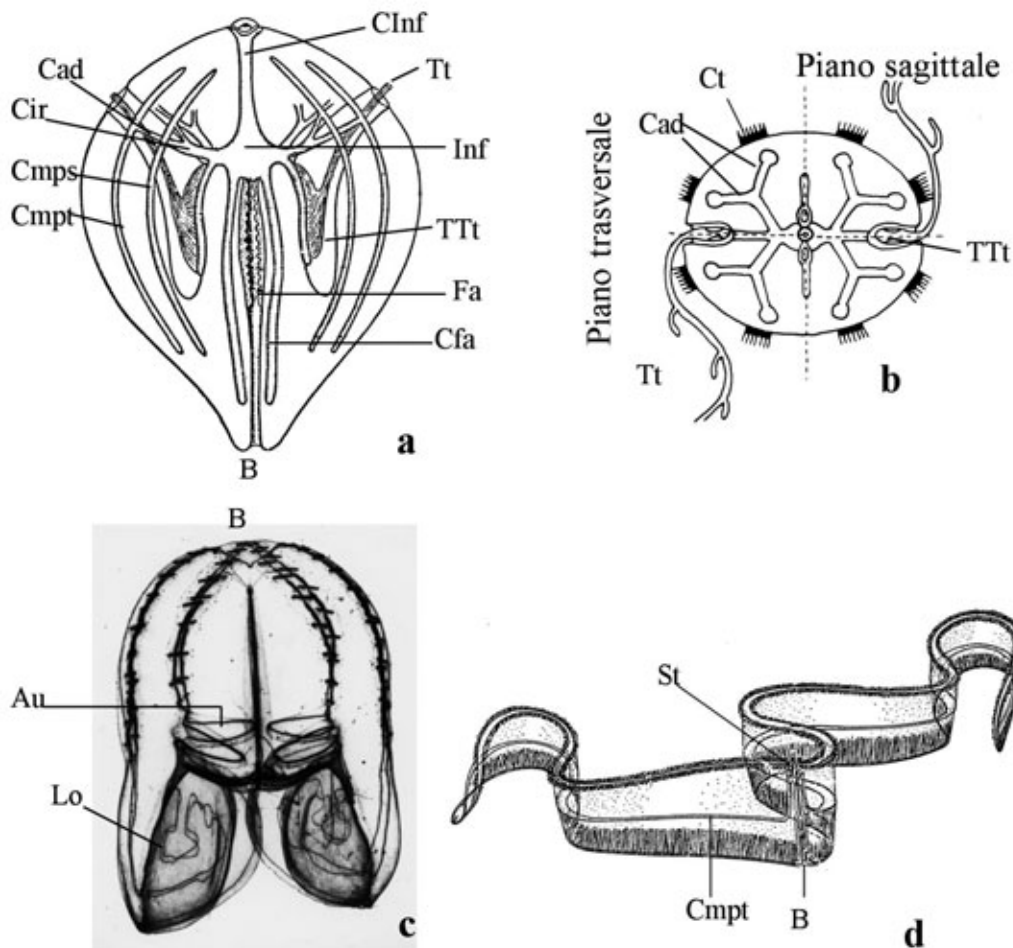 CInf
Cad
Tt
Cir
Inf
Cmps
Cmpt
TTt
Fa
Cfa
a
B
Piano sagittale
Ct
Cad
Piano trasversale
TTt
Tt
b
B
Au
Lo
c
St
Cmpt
B
d